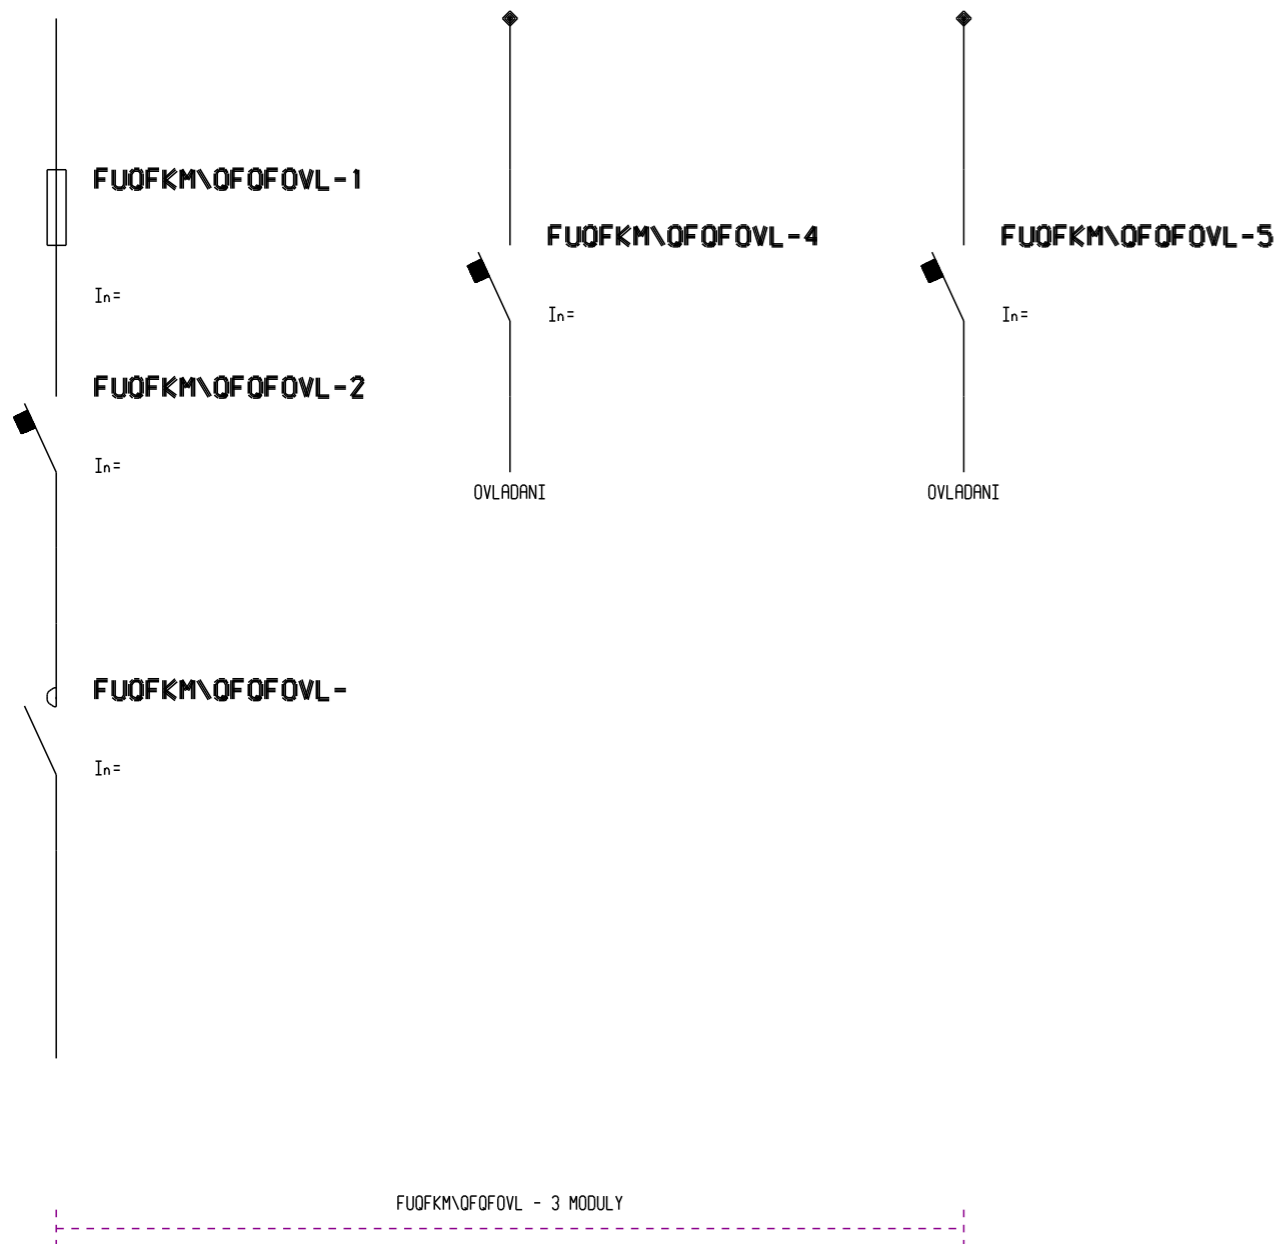 FUQFKM\QFQFOVL-1
In=
FUQFKM\QFQFOVL-2
In=
FUQFKM\QFQFOVL-
In=
FUQFKM\QFQFOVL-4
In=
OVLADANI
FUQFKM\QFQFOVL-5
In=
OVLADANI
FUQFKM\QFQFOVL - 3 MODULY